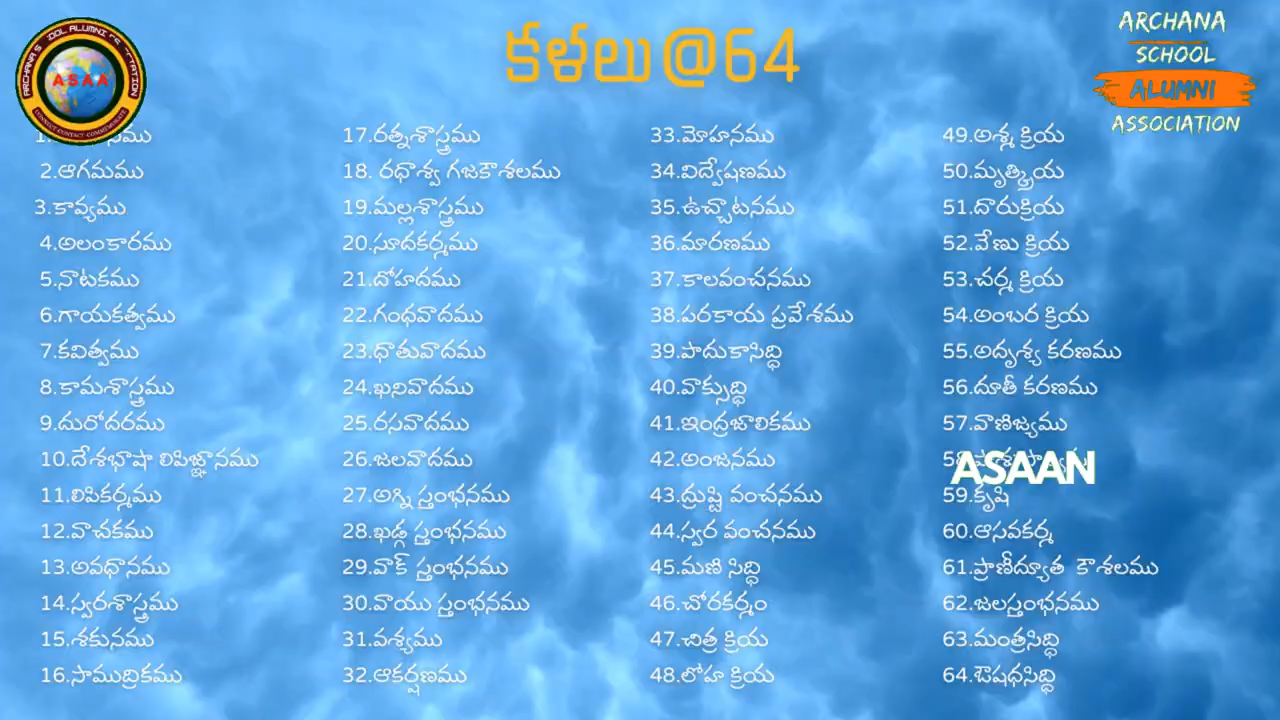 కళలు@64
ARCHANA
SCHOOL
ALUMNI
ASSOCIATION
ASAA
CONNECT-CONTACT-COMMEMORATE
2.ఆగమము
3.కావ్యము
4.అలంకారము
5.నాటకము
6.గాయకత్వము
7.కవిత్వము
8.కామశాస్త్రము
9.దురోదరము
10.దేశభాషా లిపిజ్ఞానము
11.లిపికర్మము
12.వాచకము
13.అవధానము
14.స్వరశాస్త్రము
15.శకునము
16.సాముద్రికము
17.రత్నశాస్త్రము
18. రధాశ్వ గజకౌశలము
19.మల్లశాస్త్రము
20.సూదకర్మము
21.దోహదము
22.గంధవాదము
23.ధాతువాదము
24.ఖనివాదము
25.రసవాదము
26.జలవాదము
27.అగ్ని స్తంభనము
28.ఖడ్గ స్తంభనము
29.వాక్ స్తంభనము
30.వాయు స్తంభనము
31.వశ్యము
32.ఆకర్షణము
33.మోహనము
34.విద్వేషణము
35.ఉచ్చాటనము
36.మారణము
37.కాలవంచనము
38.పరకాయ ప్రవేశము
39.పాదుకాసిద్ధి
40.వాక్సుద్ధి
41.ఇంద్రజాలికము
42.అంజనము
43.ద్రుష్టి వంచనము
44.స్వర వంచనము
45.మణి సిద్ధి
46.చోరకర్మం
47.చిత్ర క్రియ
48.లోహ క్రియ
49.అశ్మ క్రియ
50.మృత్క్రియ
51.దారుక్రియ
52.వేణు క్రియ
53.చర్మ క్రియ
54.అంబర క్రియ
55.అదృశ్య కరణము
56.దూతీ కరణము
57.వాణిజ్యము
ASAAN
59.కృషి
60.ఆసవకర్మ
61.ప్రాణీద్యూత కౌశలము
62.జలస్తంభనము
63.మంత్రసిద్ధి
64.ఔషధసిద్ధి